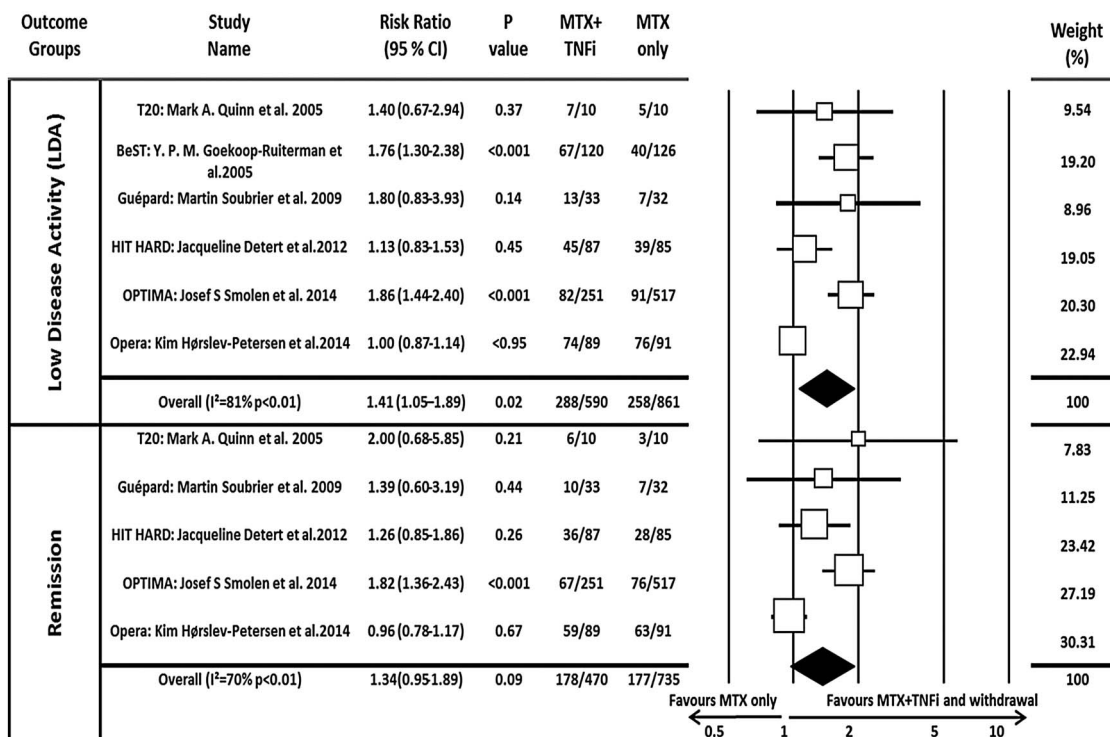 Outcome Groups Study Name Risk Ratio (95 % CI) P value MTX+ TNFi MTX only Weight (%)
Low Disease Activity (LDA)
T20: Mark A. Quinn et al. 2005 1.40 (0.67-2.94) 0.37 7/10 5/10 9.54
BeST: Y. P. M. Goekoop-Ruiterman et al.2005 1.76 (1.30-2.38) <0.001 67/120 40/126 19.20
Guépard: Martin Soubrier et al. 2009 1.80 (0.83-3.93) 0.14 13/33 7/32 8.96
HIT HARD: Jacqueline Detert et al.2012 1.13 (0.83-1.53) 0.45 45/87 39/85 19.05
OPTIMA: Josef S Smolen et al. 2014 1.86 (1.44-2.40) <0.001 82/251 91/517 20.30
Opera: Kim Hørslev-Petersen et al.2014 1.00 (0.87-1.14) <0.95 74/89 76/91 22.94
Overall (I²=81% p<0.01) 1.41 (1.05–1.89) 0.02 288/590 258/861 100
Remission
T20: Mark A. Quinn et al. 2005 2.00 (0.68-5.85) 0.21 6/10 3/10 7.83
Guépard: Martin Soubrier et al. 2009 1.39 (0.60-3.19) 0.44 10/33 7/32 11.25
HIT HARD: Jacqueline Detert et al.2012 1.26 (0.85-1.86) 0.26 36/87 28/85 23.42
OPTIMA: Josef S Smolen et al. 2014 1.82 (1.36-2.43) <0.001 67/251 76/517 27.19
Opera: Kim Hørslev-Petersen et al.2014 0.96 (0.78-1.17) 0.67 59/89 63/91 30.31
Overall (I²=70% p<0.01) 1.34(0.95-1.89) 0.09 178/470 177/735 100
Favours MTX only Favours MTX+TNFi and withdrawal
0.5 1 2 5 10